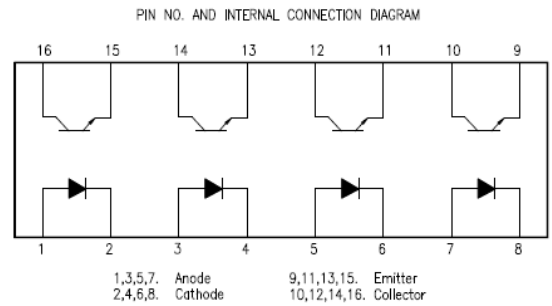 PIN NO. AND INTERNAL CONNECTION DIAGRAM
16 15 14 13 12 11 10 9
1 2 3 4 5 6 7 8
1,3,5,7. Anode 9,11,13,15. Emitter
2,4,6,8. Cathode 10,12,14,16. Collector